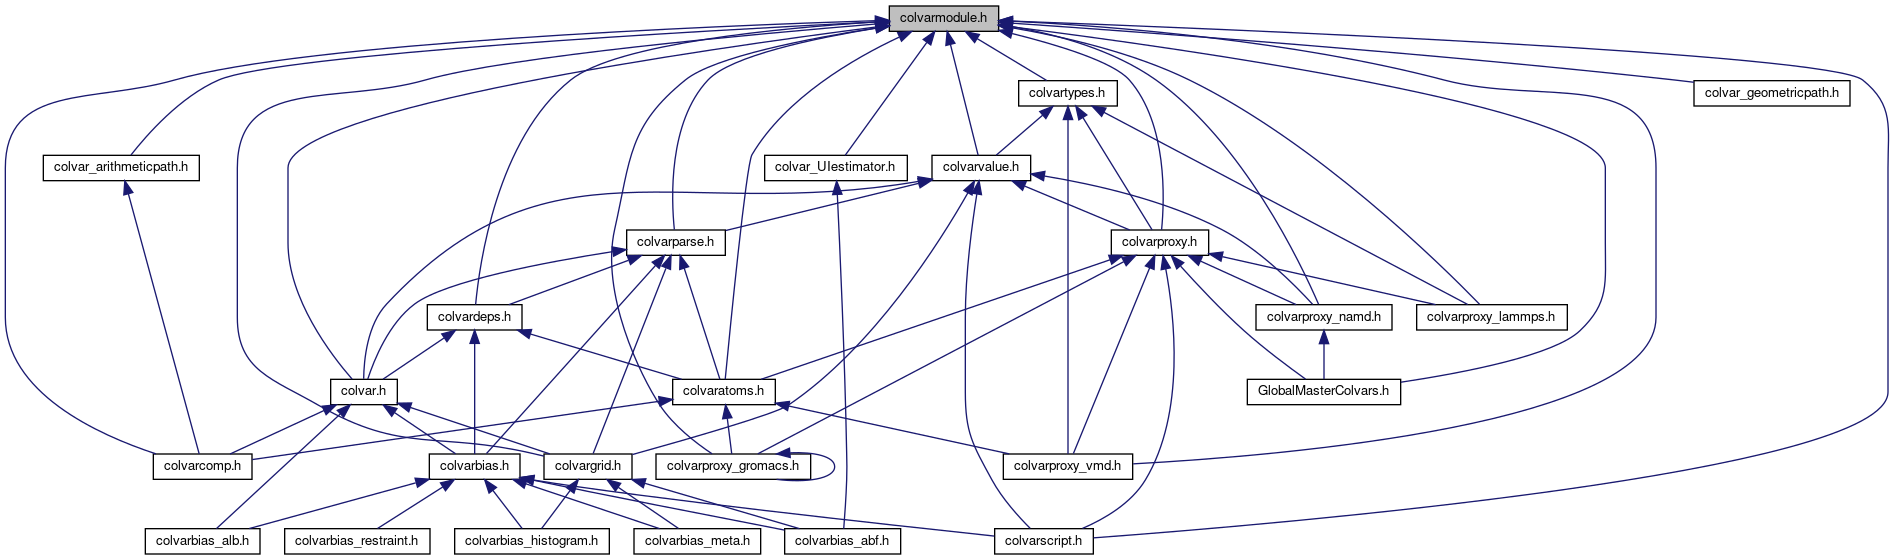 colvarmodule.h
colvartypes.h
colvar_geometricpath.h
colvar_arithmeticpath.h
colvar_UIestimator.h
colvarvalue.h
colvarparse.h
colvarproxy.h
colvardeps.h
colvarproxy_namd.h
colvarproxy_lammps.h
colvar.h
colvaratoms.h
GlobalMasterColvars.h
colvarcomp.h
colvarbias.h
colvargrid.h
colvarproxy_gromacs.h
colvarproxy_vmd.h
colvarbias_alb.h
colvarbias_restraint.h
colvarbias_histogram.h
colvarbias_meta.h
colvarbias_abf.h
colvarscript.h